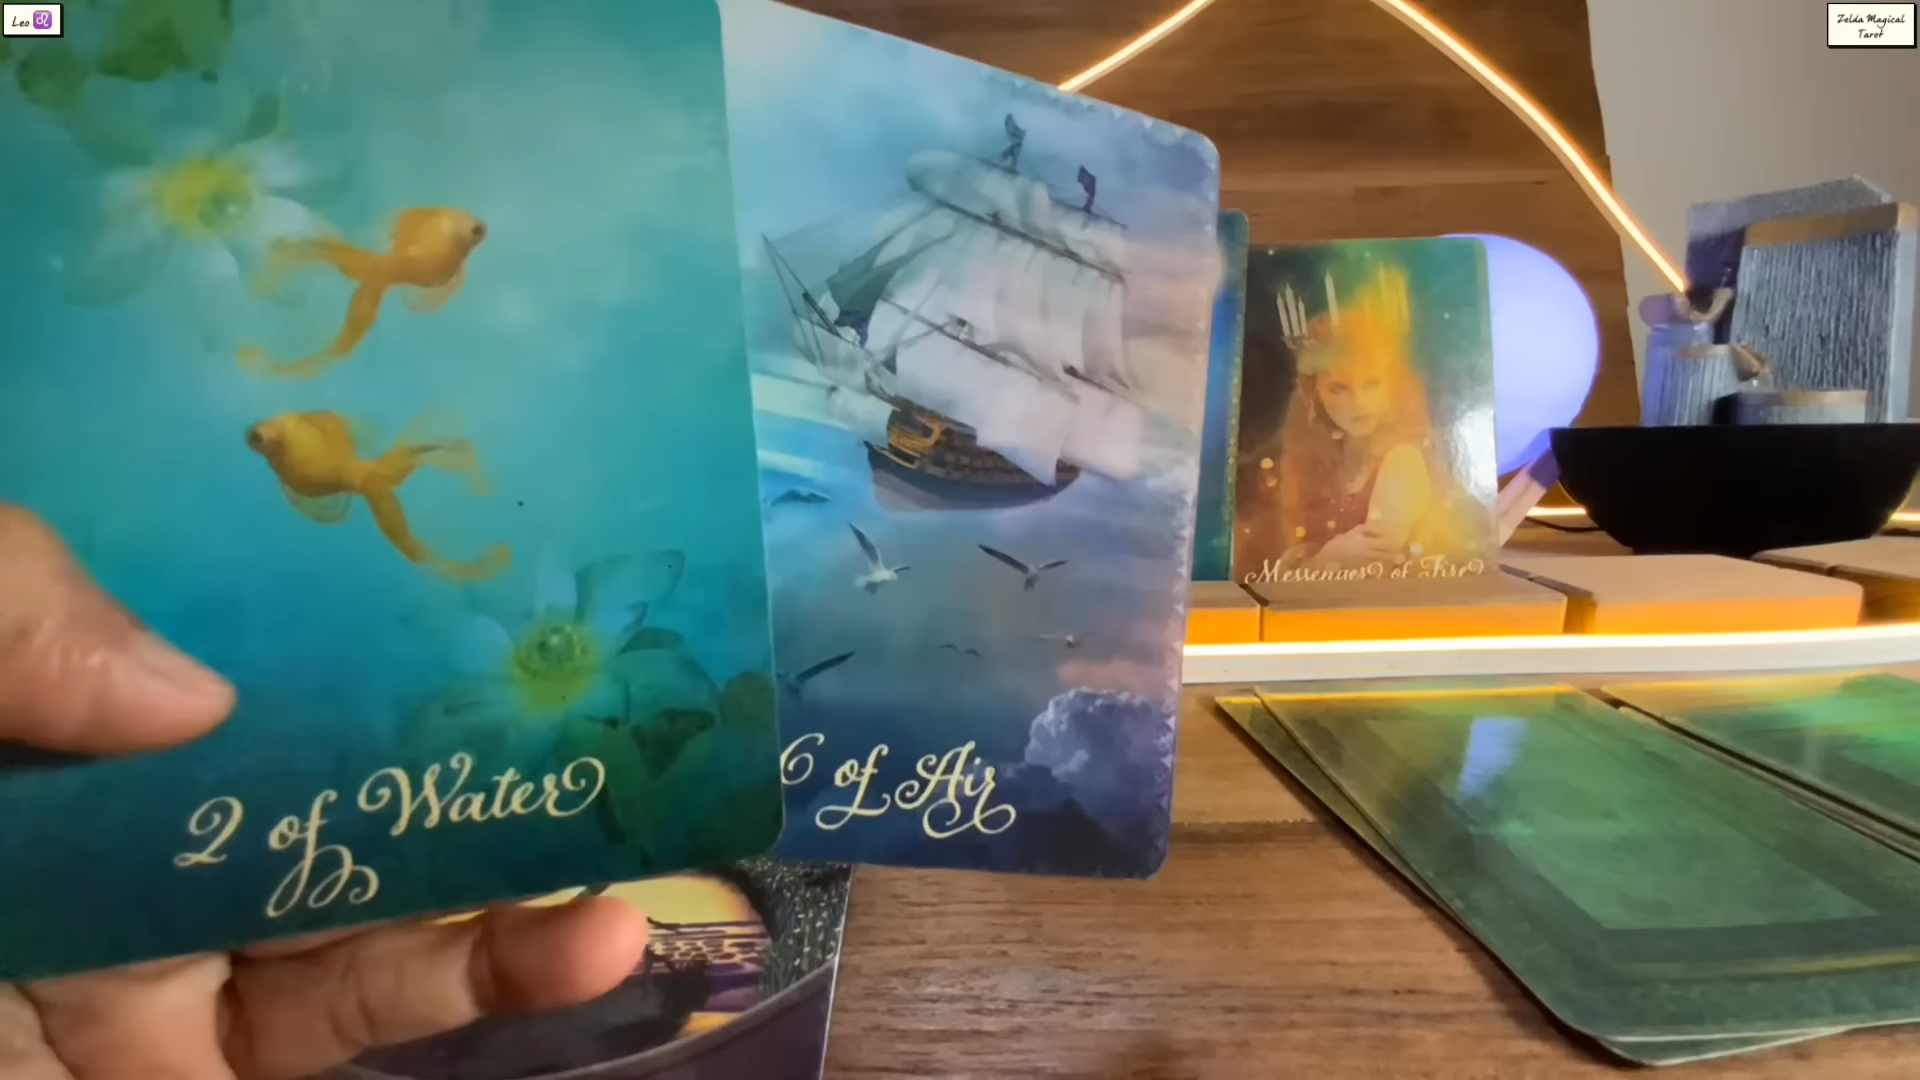 Leo ♌
Zelda Magical
Tarot
2 of Water
6 of Air
Messenger of Fire